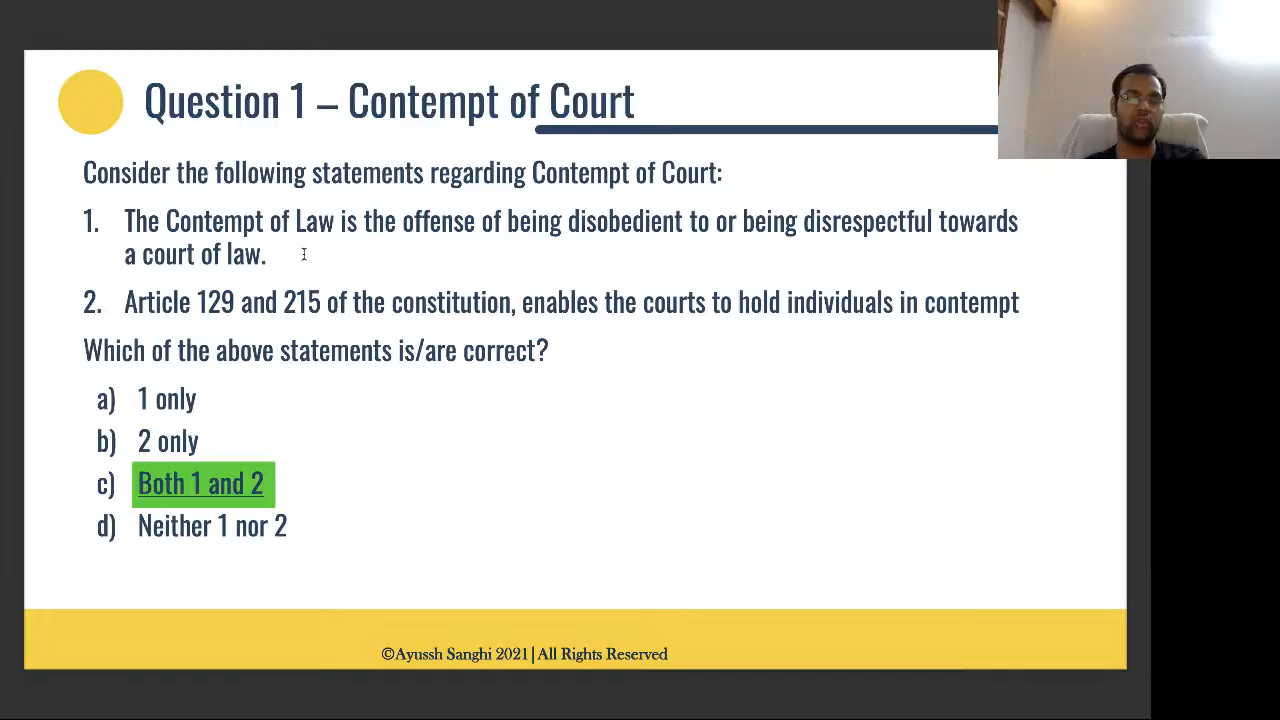 Question 1 – Contempt of Court
Consider the following statements regarding Contempt of Court:
1. The Contempt of Law is the offense of being disobedient to or being disrespectful towards
a court of law.
2. Article 129 and 215 of the constitution, enables the courts to hold individuals in contempt
Which of the above statements is/are correct?
a) 1 only
b) 2 only
c) Both 1 and 2
d) Neither 1 nor 2
©Ayussh Sanghi 2021| All Rights Reserved